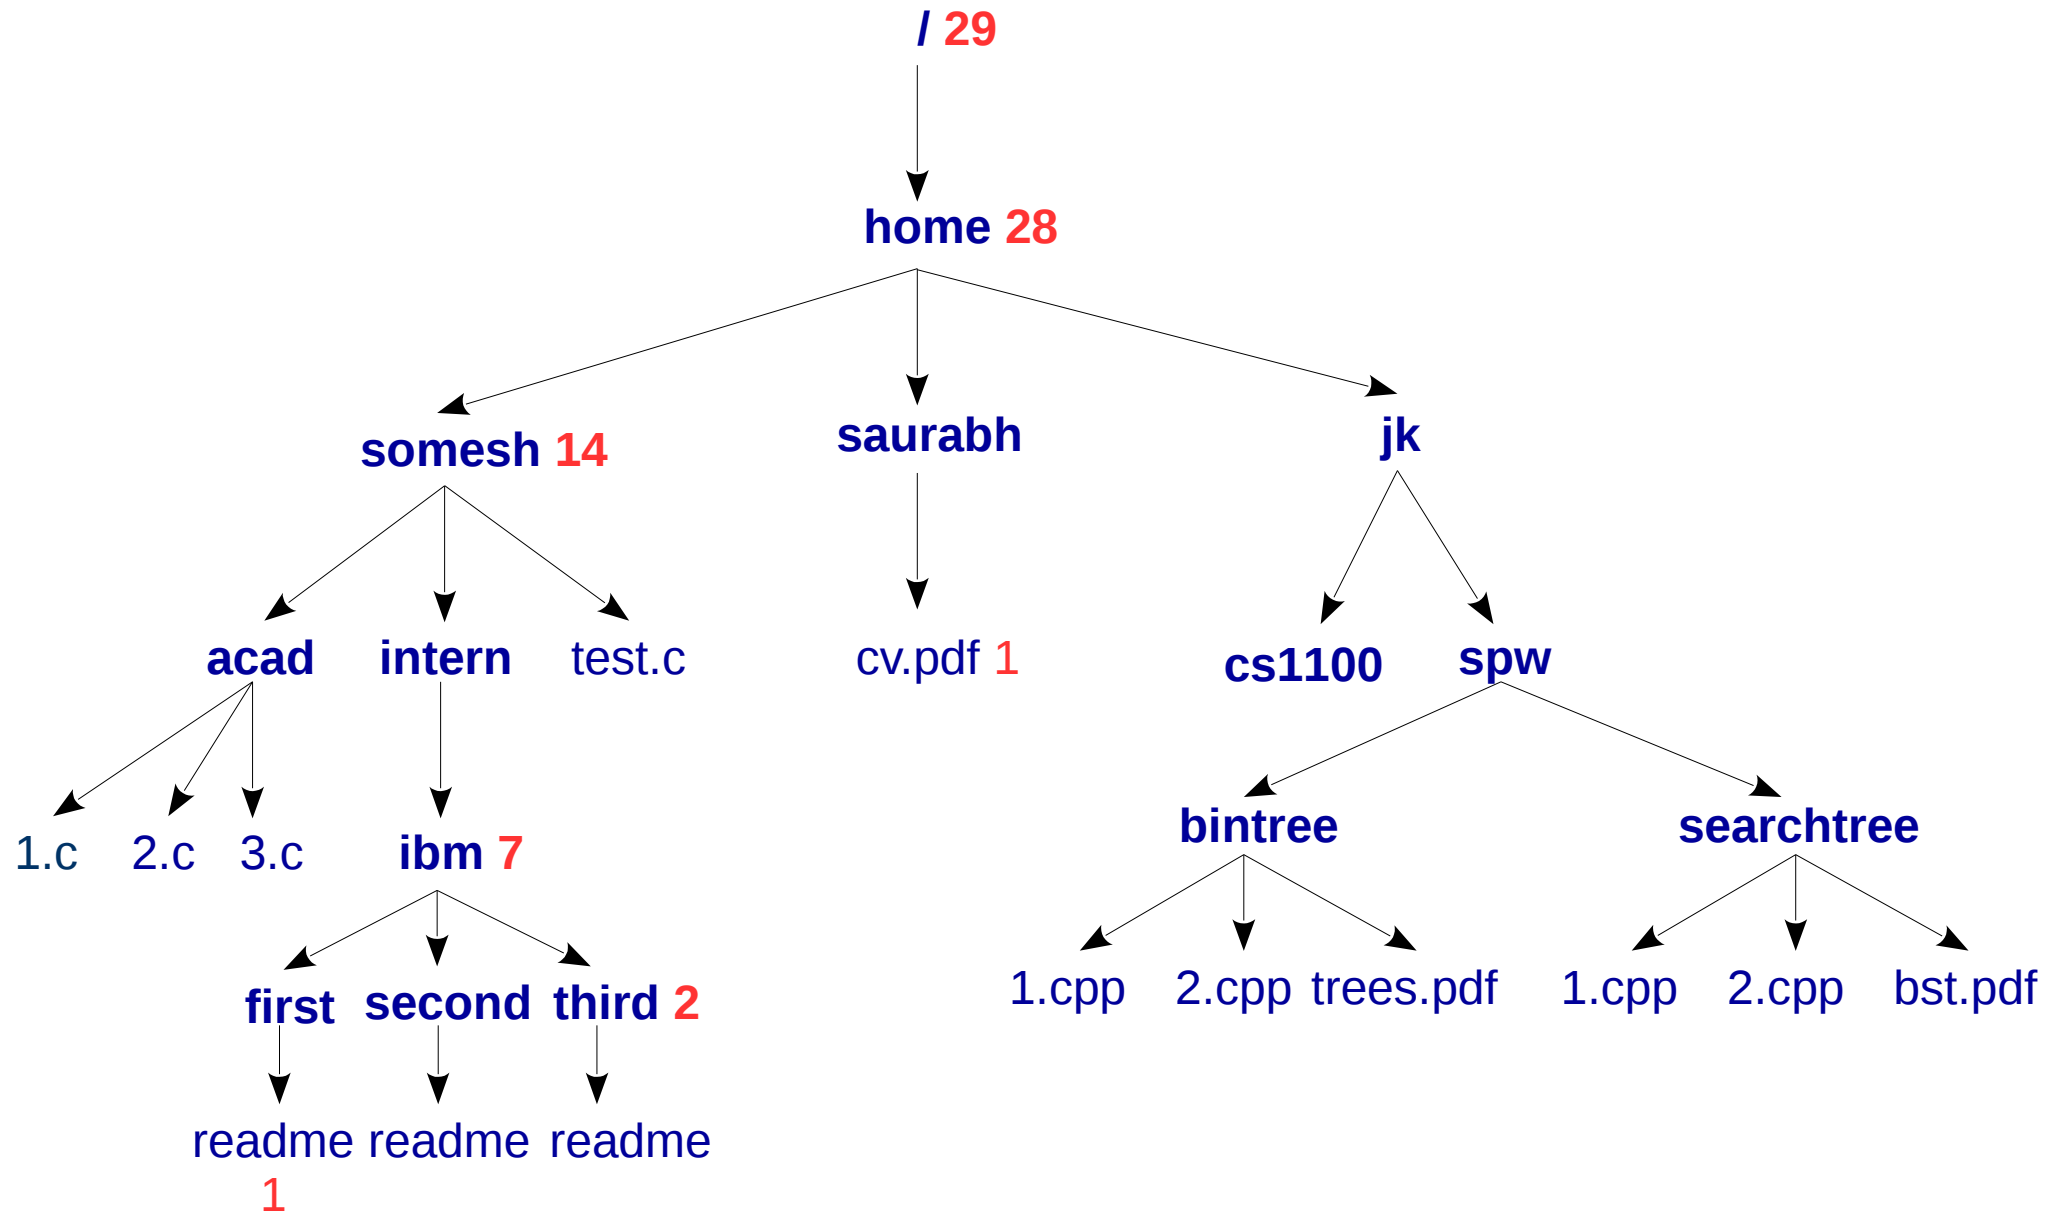 / 29
home 28
somesh 14 saurabh jk
acad intern test.c cv.pdf 1 cs1100 spw
bintree searchtree
1.c 2.c 3.c ibm 7
first second third 2 1.cpp 2.cpp trees.pdf 1.cpp 2.cpp bst.pdf
readme readme readme
1